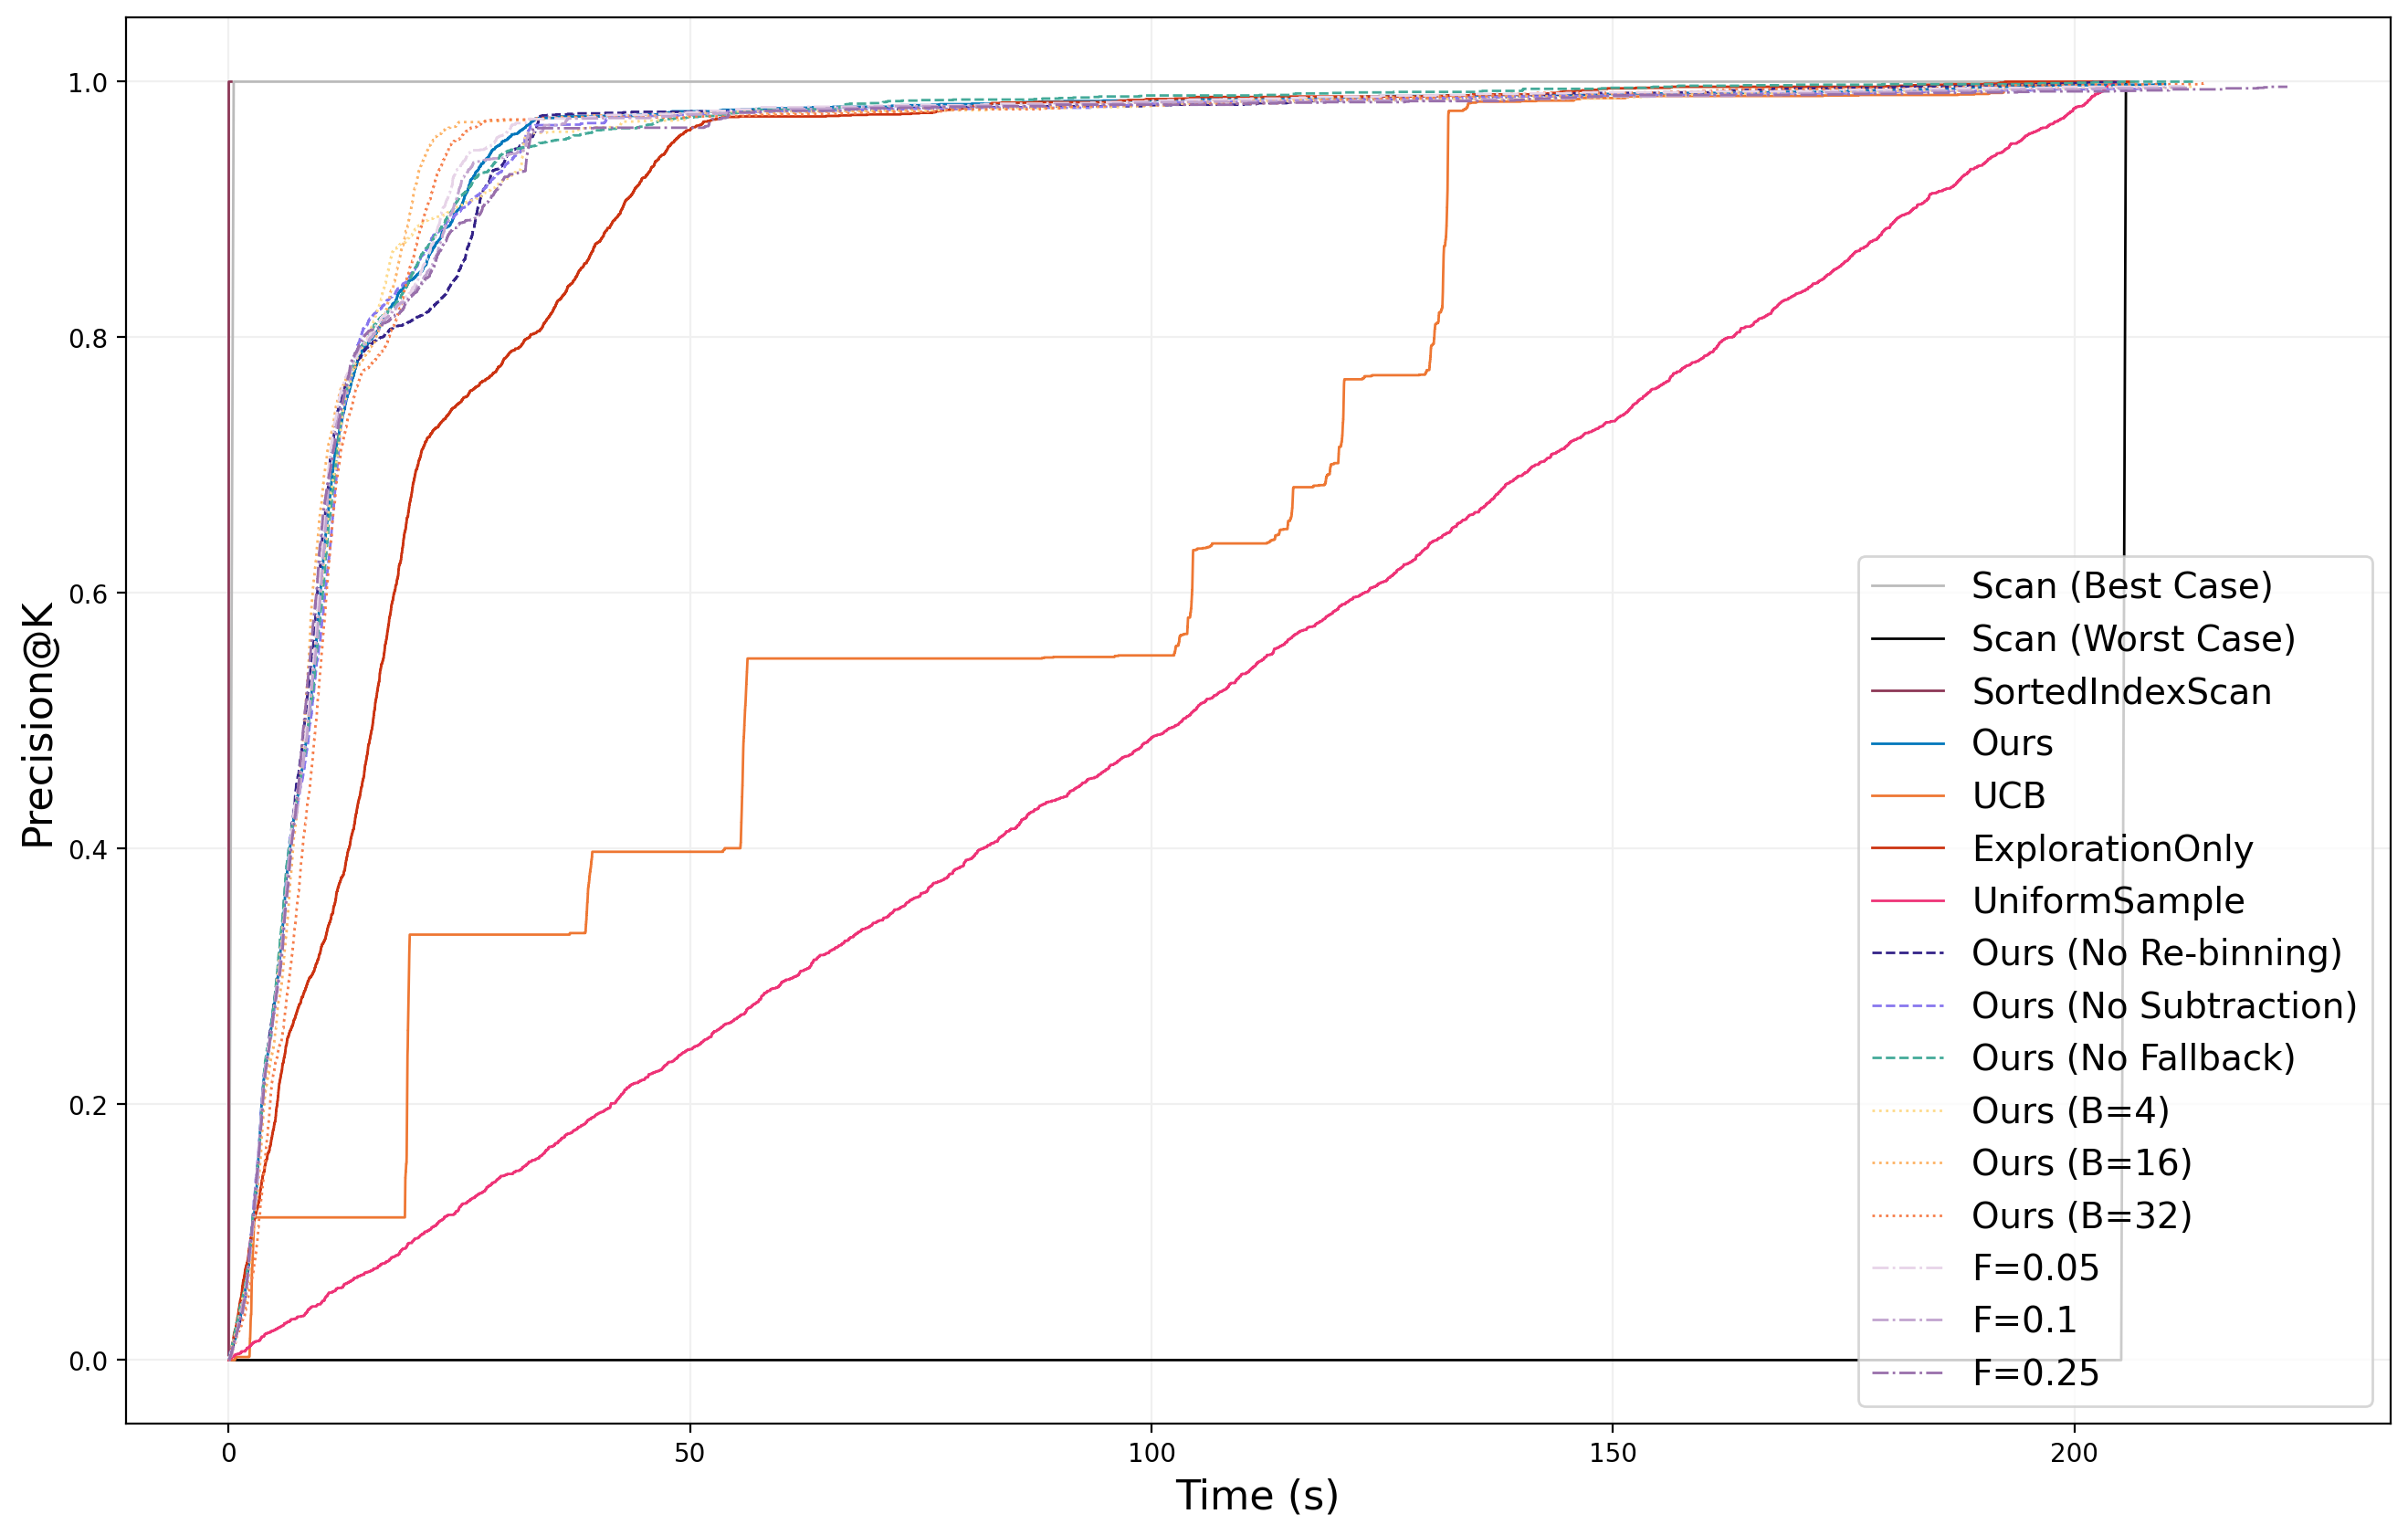 1.0
0.8
0.6
0.4
0.2
0.0
Precision@K
0
50
100
150
200
Time (s)
Scan (Best Case)
Scan (Worst Case)
SortedIndexScan
Ours
UCB
ExplorationOnly
UniformSample
Ours (No Re-binning)
Ours (No Subtraction)
Ours (No Fallback)
Ours (B=4)
Ours (B=16)
Ours (B=32)
F=0.05
F=0.1
F=0.25